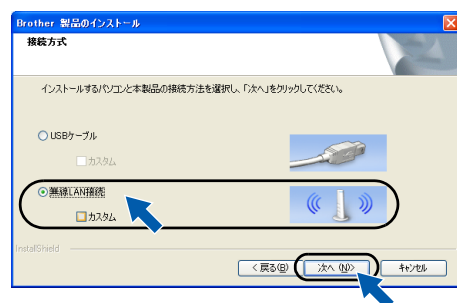 Brother 製品のインストール
接続方式
インストールするパソコンと本製品の接続方法を選択し、「次へ」をクリックしてください。
USBケーブル
カスタム
無線LAN接続
カスタム
InstallShield
< 戻る(B) 次へ (N)> キャンセル